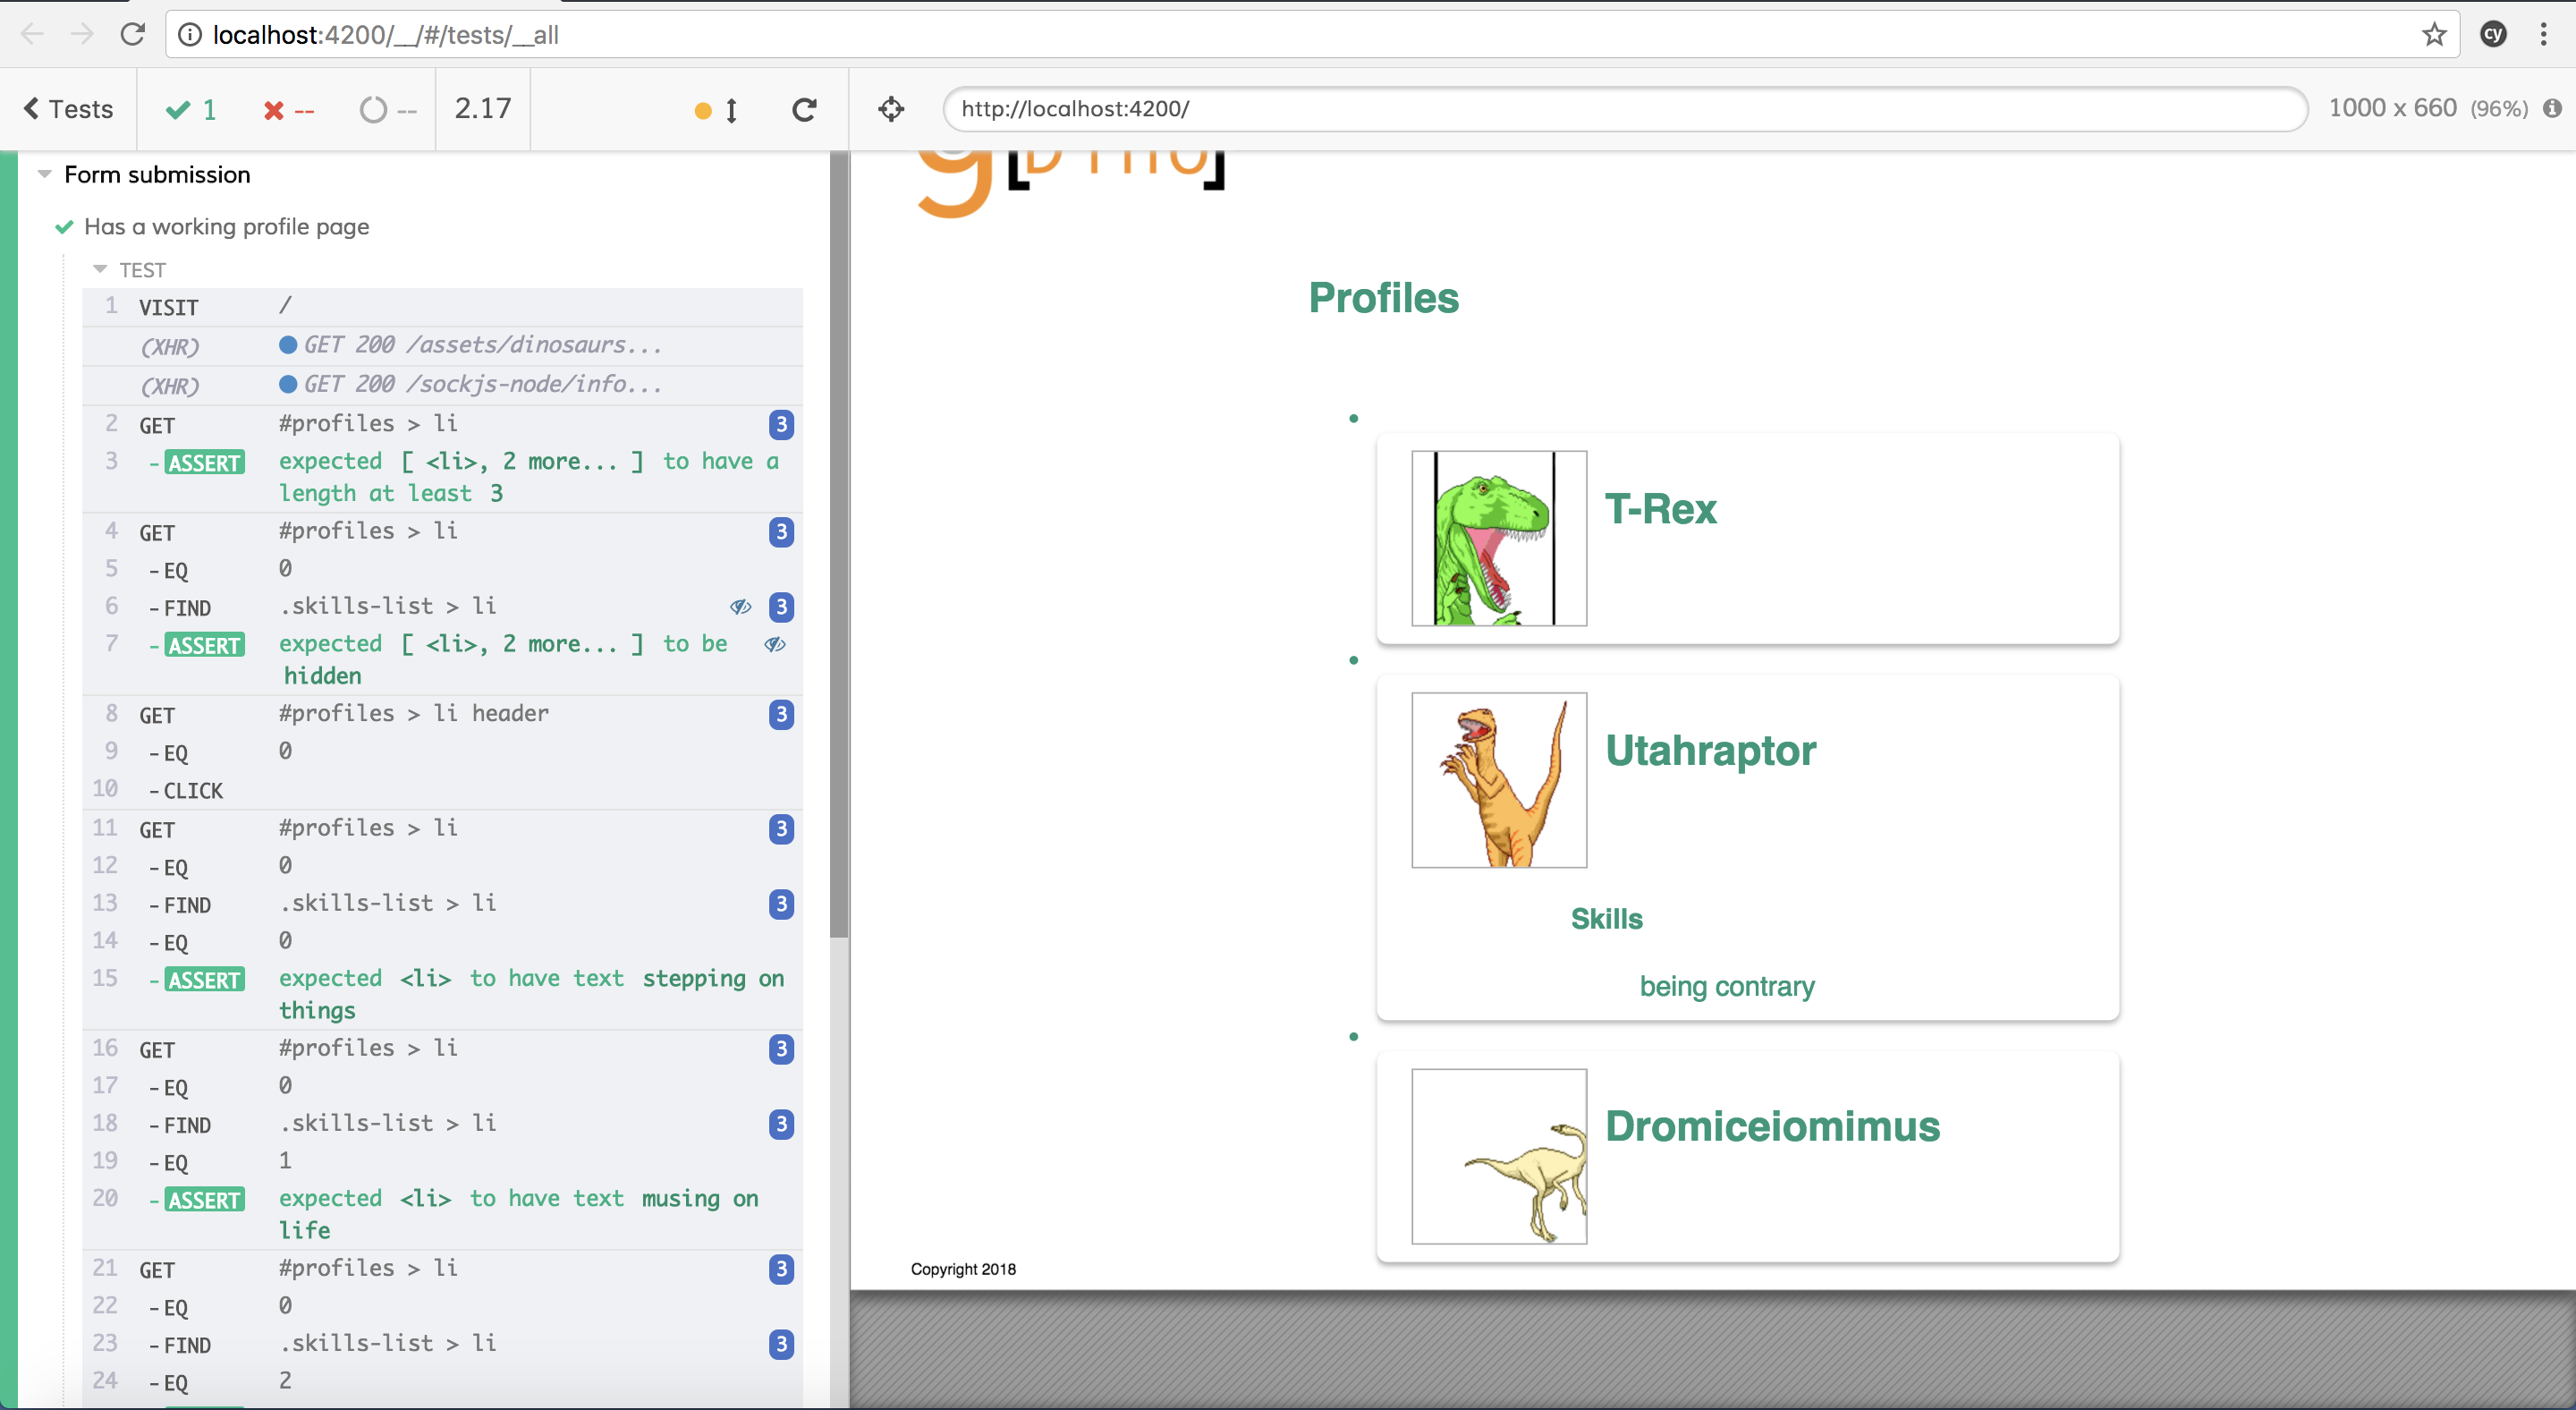 localhost:4200/__/#/tests/__all
cy
Tests
1
--
--
2.17
http://localhost:4200/
1000 x 660 (96%)
Form submission
Has a working profile page
TEST
1 VISIT /
(XHR) GET 200 /assets/dinosaurs...
(XHR) GET 200 /sockjs-node/info...
2 GET #profiles > li 3
3 -ASSERT expected [ <li>, 2 more... ] to have a
length at least 3
4 GET #profiles > li 3
5 -EQ 0
6 -FIND .skills-list > li 3
7 -ASSERT expected [ <li>, 2 more... ] to be
hidden
8 GET #profiles > li header 3
9 -EQ 0
10 -CLICK
11 GET #profiles > li 3
12 -EQ 0
13 -FIND .skills-list > li 3
14 -EQ 0
15 -ASSERT expected <li> to have text stepping on
things
16 GET #profiles > li 3
17 -EQ 0
18 -FIND .skills-list > li 3
19 -EQ 1
20 -ASSERT expected <li> to have text musing on
life
21 GET #profiles > li 3
22 -EQ 0
23 -FIND .skills-list > li 3
24 -EQ 2
Profiles
T-Rex
Utahraptor
Skills
being contrary
Dromiceiomimus
Copyright 2018